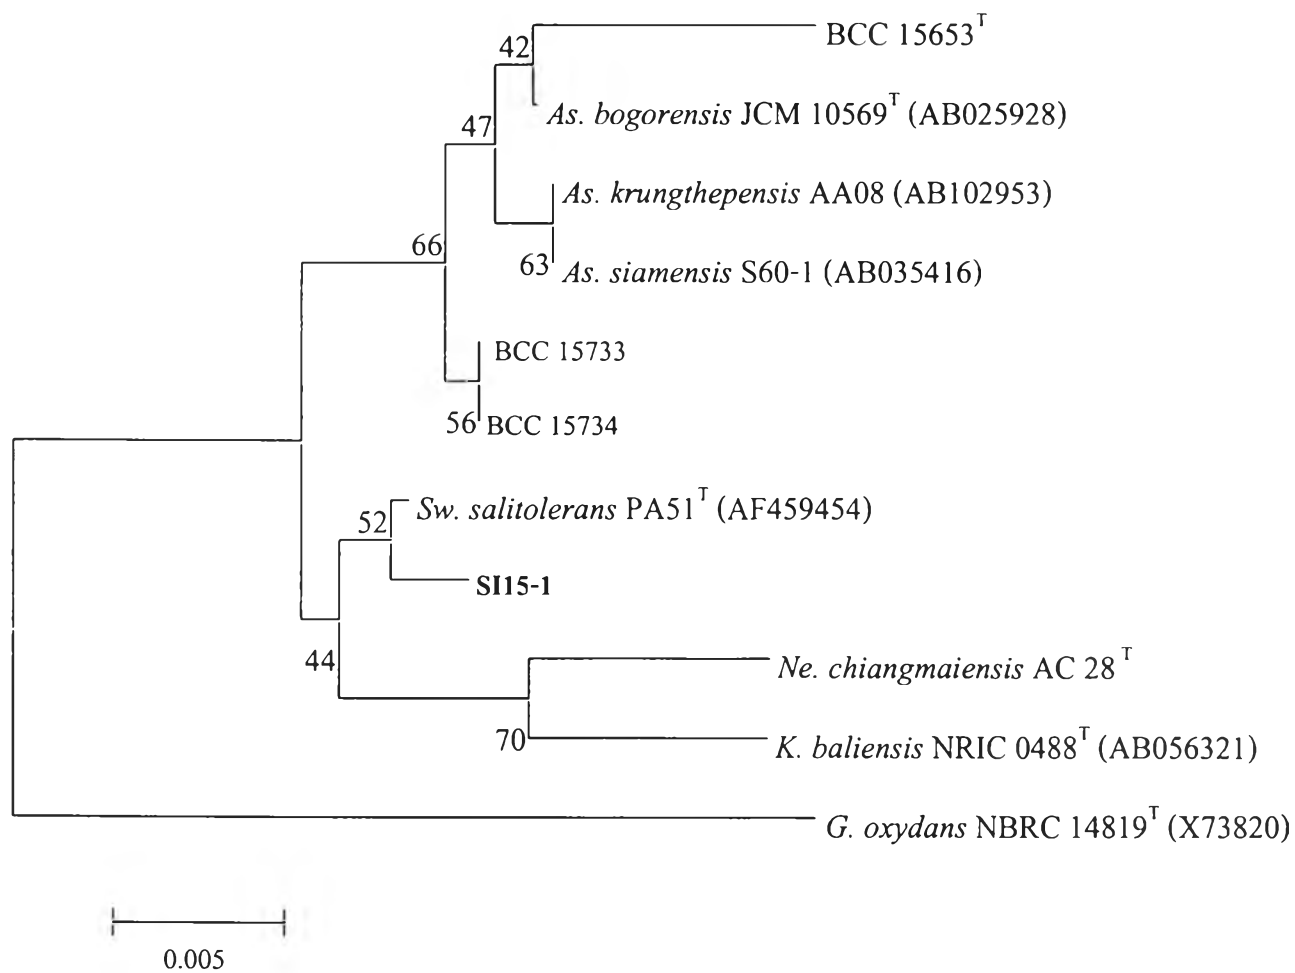 BCC 15653ᵀ
42
As. bogorensis JCM 10569ᵀ (AB025928)
47
As. krungthepensis AA08 (AB102953)
66
63
As. siamensis S60-1 (AB035416)
BCC 15733
56
BCC 15734
Sw. salitolerans PA51ᵀ (AF459454)
52
SI15-1
44
Ne. chiangmaiensis AC 28ᵀ
70
K. baliensis NRIC 0488ᵀ (AB056321)
G. oxydans NBRC 14819ᵀ (X73820)
0.005